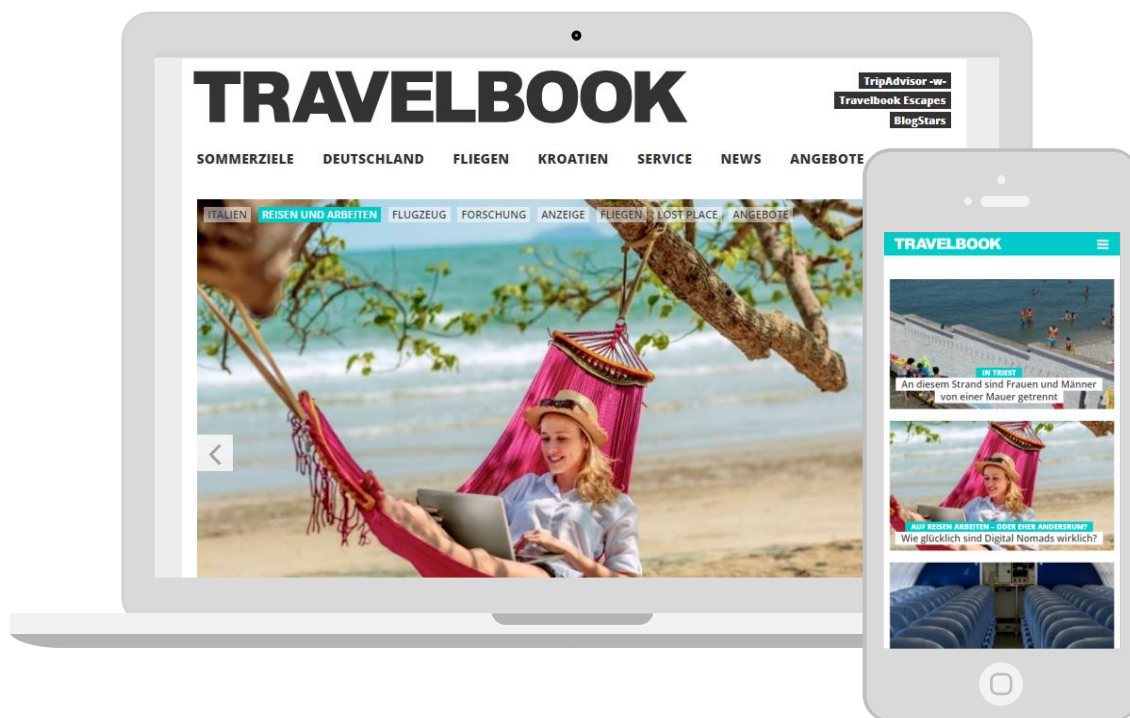 TRAVELBOOK
TripAdvisor -w-
Travelbook Escapes
BlogStars
SOMMERZIELE DEUTSCHLAND FLIEGEN KROATIEN SERVICE NEWS ANGEBOTE
ITALIEN REISEN UND ARBEITEN FLUGZEUG FORSCHUNG ANZEIGE FLIEGEN LOST PLACE ANGEBOTE
TRAVELBOOK
IN TRIEST
An diesem Strand sind Frauen und Männer
von einer Mauer getrennt
AUF REISEN ARBEITEN – ODER EHER ANDERSRUM?
Wie glücklich sind Digital Nomads wirklich?